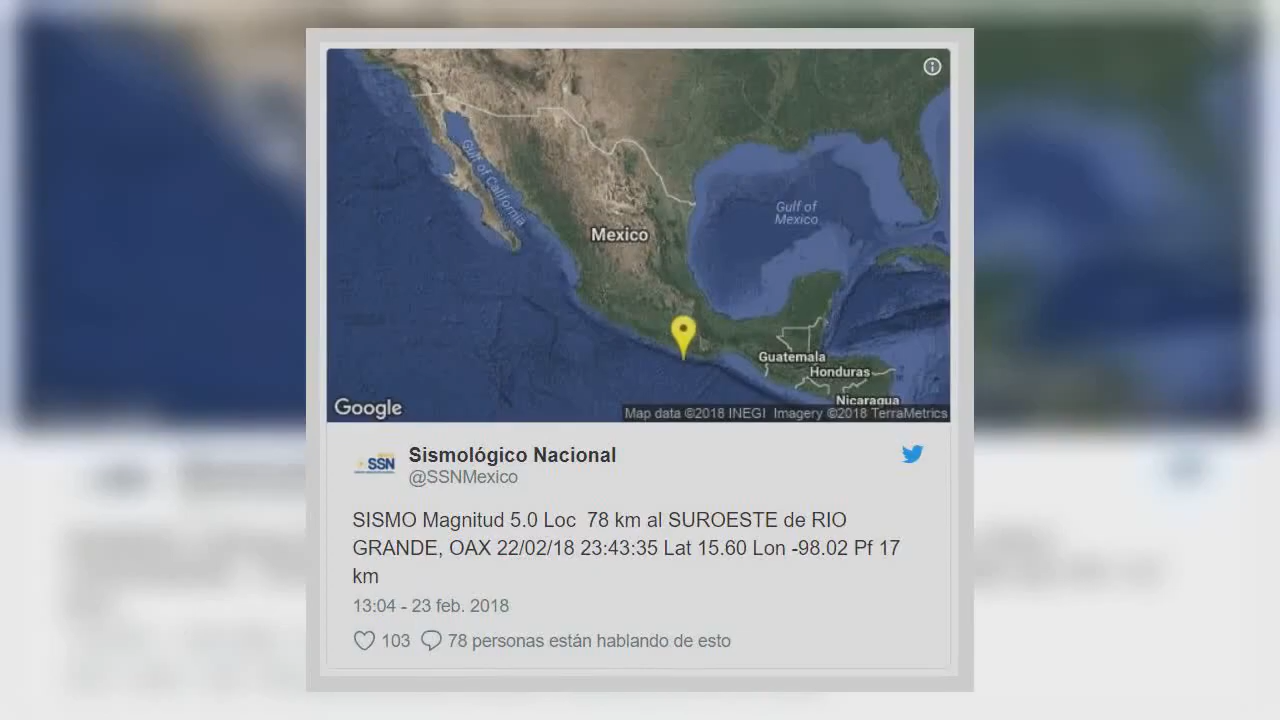 Gulf of California
Gulf of
Mexico
Mexico
Guatemala
Honduras
Nicaragua
Google
Map data ©2018 INEGI Imagery ©2018 TerraMetrics
SSN
Sismológico Nacional
@SSNMexico
SISMO Magnitud 5.0 Loc 78 km al SUROESTE de RIO
GRANDE, OAX 22/02/18 23:43:35 Lat 15.60 Lon -98.02 Pf 17
km
13:04 - 23 feb. 2018
103 78 personas están hablando de esto